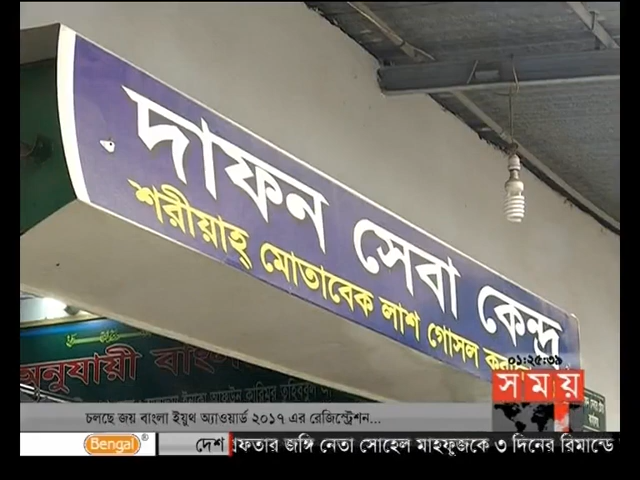 দাফন সেবা কেন্দ্র
শরীয়াহ্ মোতাবেক লাশ গোসল
অনুযায়ী
০১:২৫:৩৯
সময়
চলছে জয় বাংলা ইয়ুথ অ্যাওয়ার্ড ২০১৭ এর রেজিস্ট্রেশন...
Bengal®
দেশ
ফতার জঙ্গি নেতা সোহেল মাহফূজকে ৩ দিনের রিমান্ডে